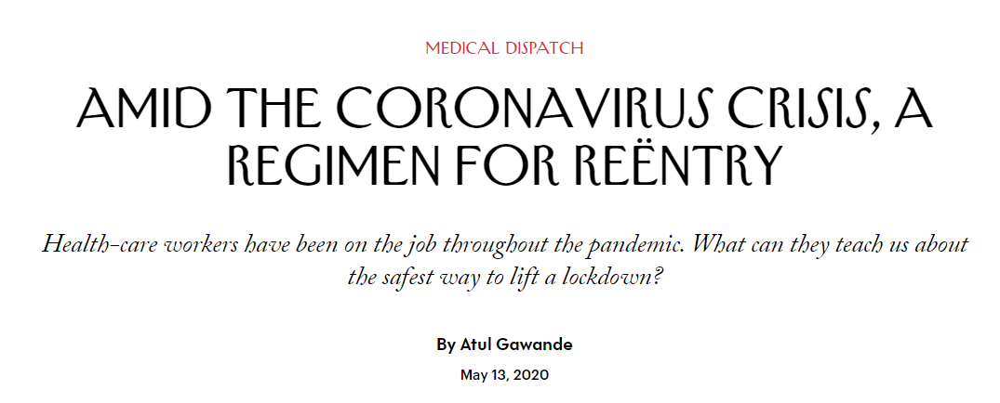 MEDICAL DISPATCH
AMID THE CORONAVIRUS CRISIS, A
REGIMEN FOR REËNTRY
Health-care workers have been on the job throughout the pandemic. What can they teach us about
the safest way to lift a lockdown?
By Atul Gawande
May 13, 2020